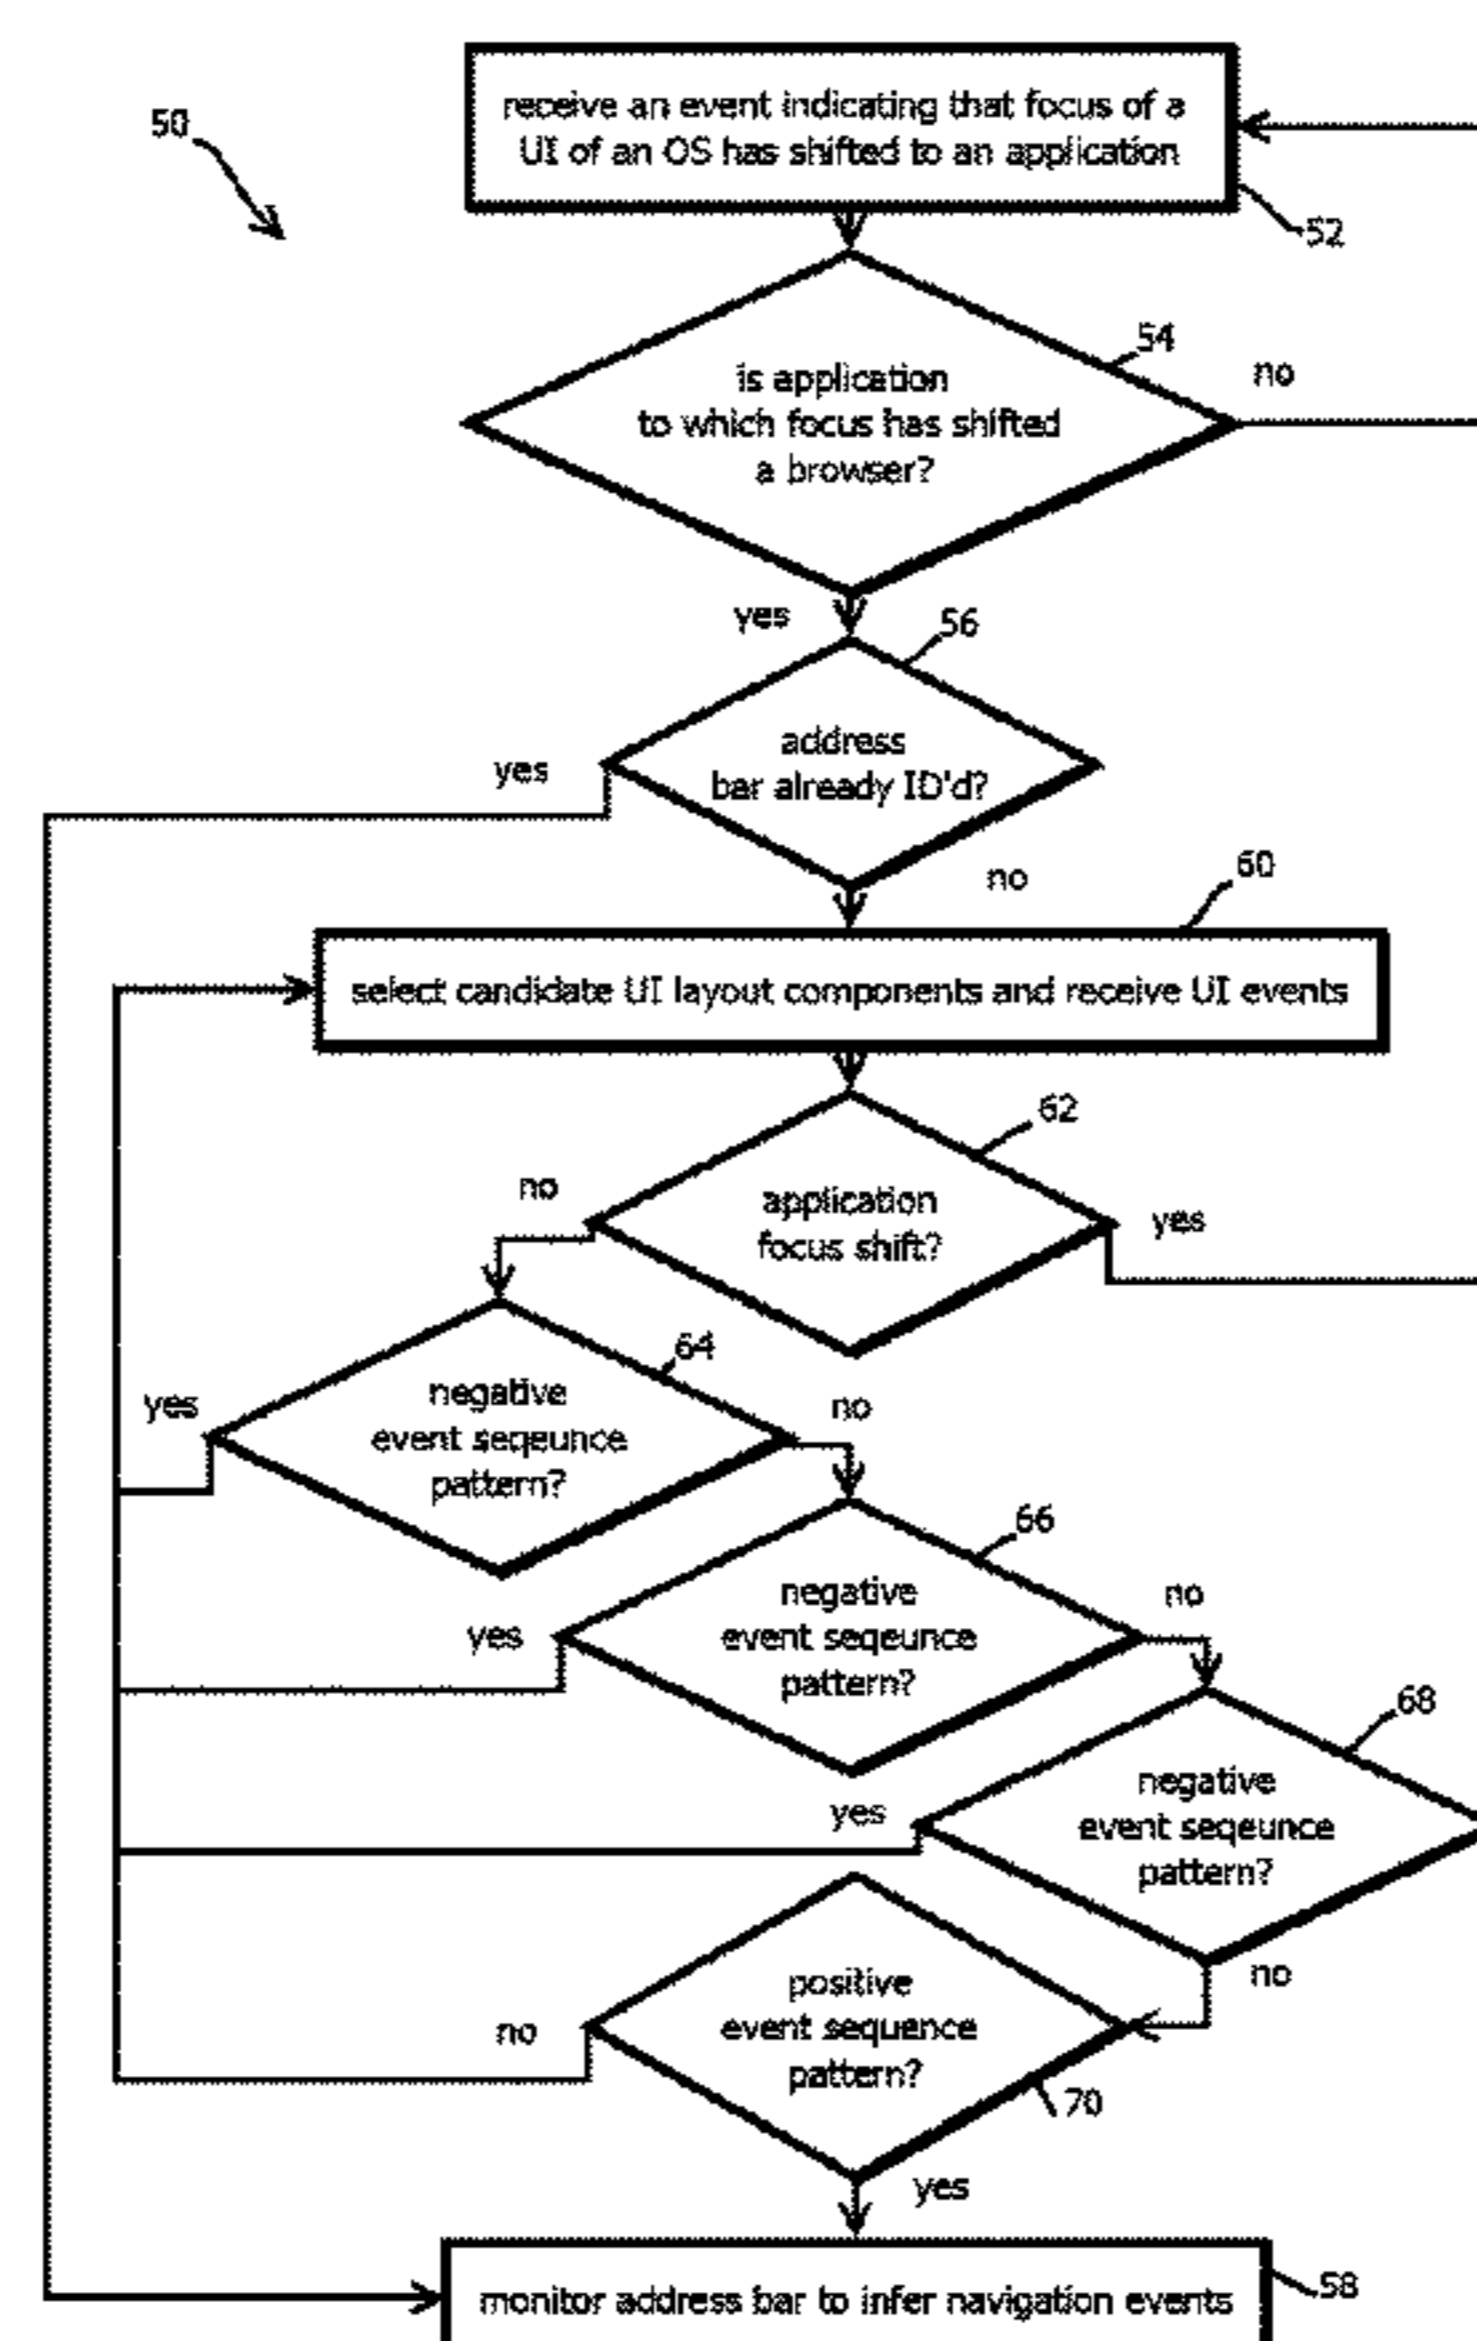 50
receive an event indicating that focus of a
UI of an OS has shifted to an application
52
54
no
is application
to which focus has shifted
a browser?
yes
56
address
bar already ID'd?
yes
no
60
select candidate UI layout components and receive UI events
62
no
application
focus shift?
yes
64
yes
negative
event seqeunce
pattern?
no
66
negative
event seqeunce
pattern?
yes
no
68
negative
event seqeunce
pattern?
yes
no
positive
event sequence
pattern?
no
70
yes
58
monitor address bar to infer navigation events